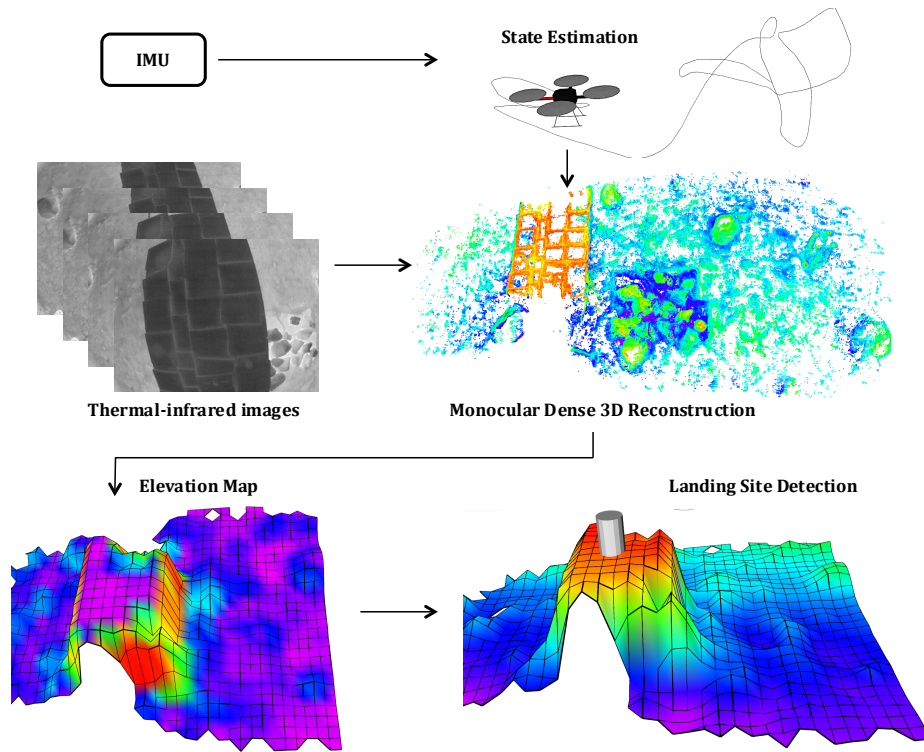 IMU
State Estimation
Thermal-infrared images
Monocular Dense 3D Reconstruction
Elevation Map
Landing Site Detection